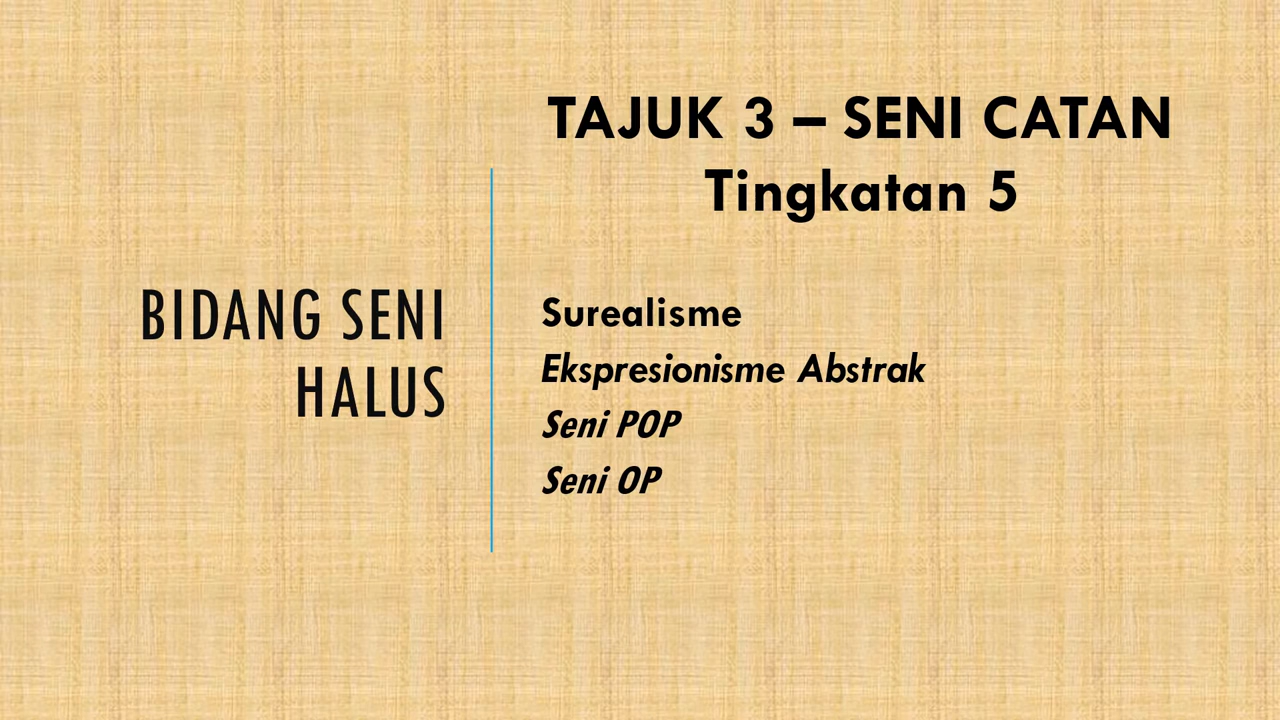 BIDANG SENI
HALUS
TAJUK 3 – SENI CATAN
Tingkatan 5
Surealisme
Ekspresionisme Abstrak
Seni POP
Seni OP